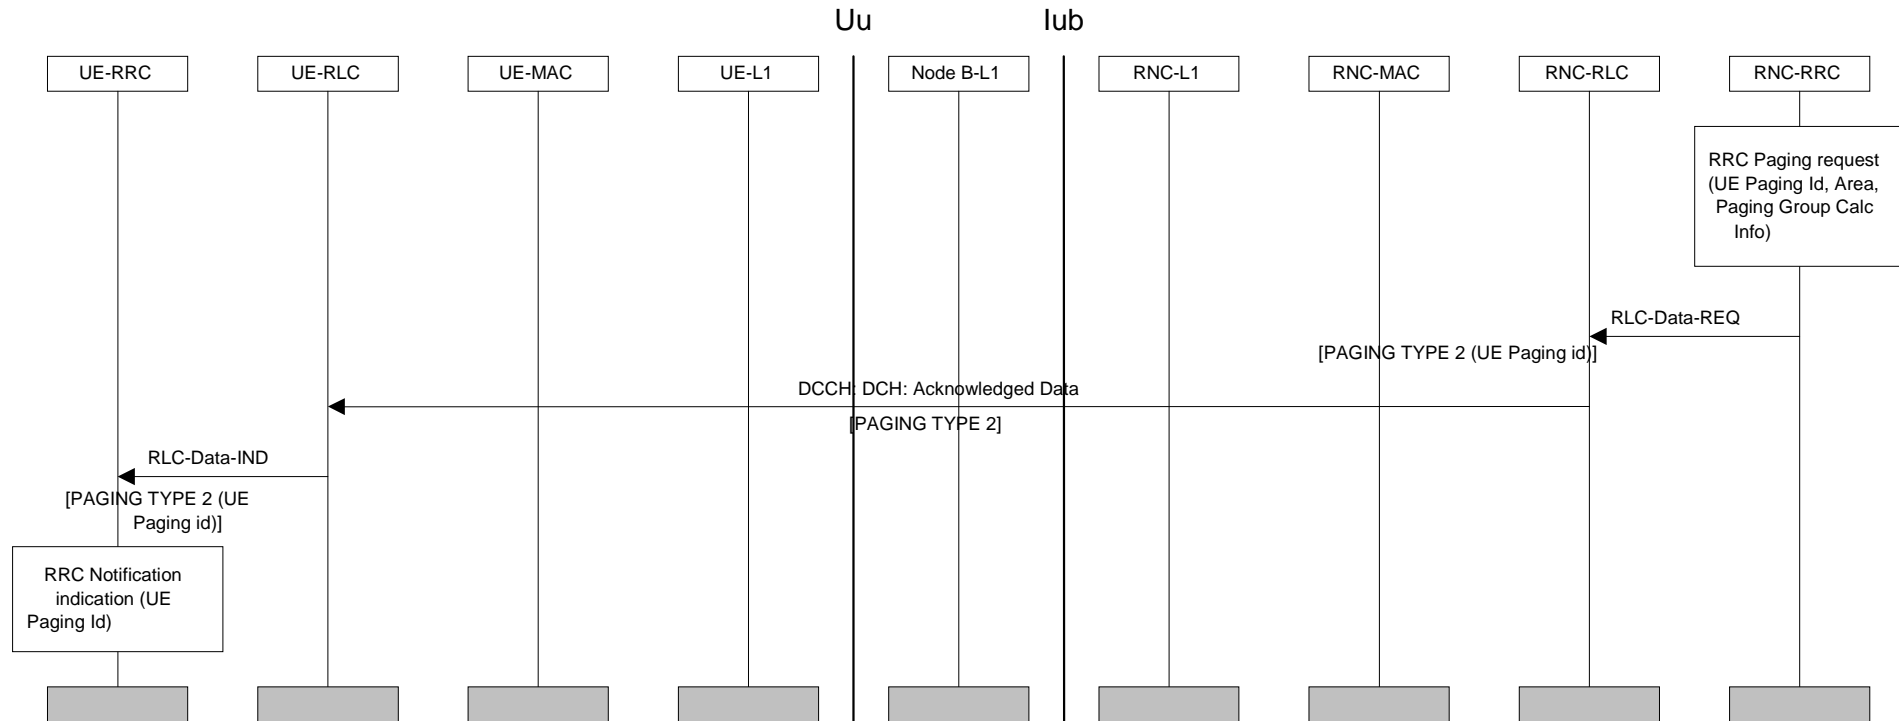 Uu
Iub
UE-RRC
UE-RLC
UE-MAC
UE-L1
Node B-L1
RNC-L1
RNC-MAC
RNC-RLC
RNC-RRC
RRC Paging request
(UE Paging Id, Area,
Paging Group Calc
Info)
RLC-Data-REQ
[PAGING TYPE 2 (UE Paging id)]
DCCH: DCH: Acknowledged Data
[PAGING TYPE 2]
RLC-Data-IND
[PAGING TYPE 2 (UE
Paging id)]
RRC Notification
indication (UE
Paging Id)